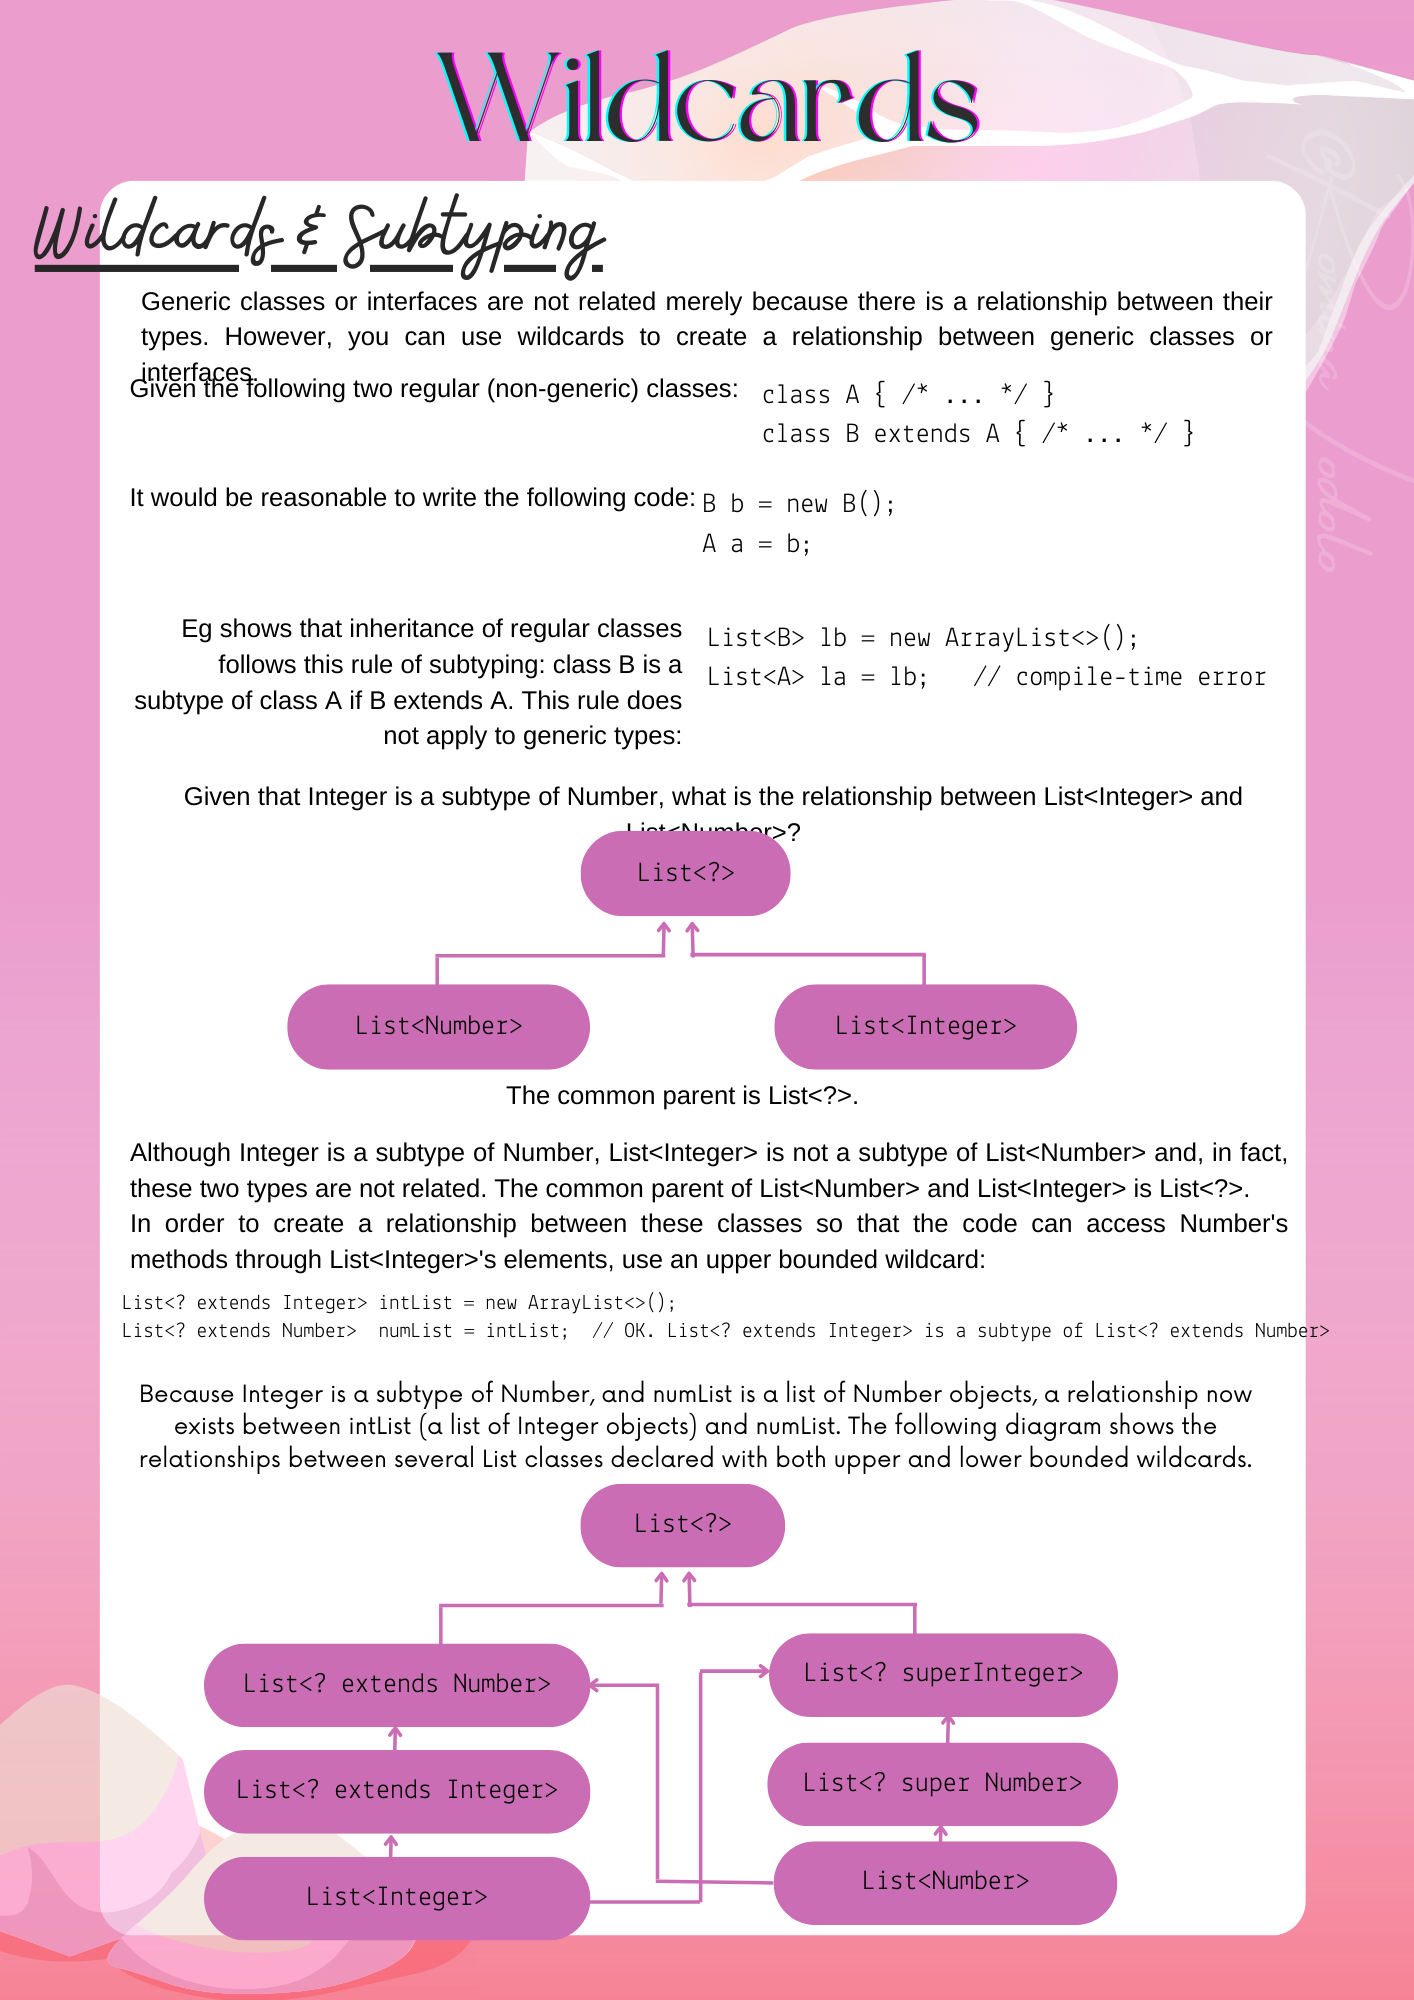 Wildcards
Wildcards & Subtyping
Generic classes or interfaces are not related merely because there is a relationship between their
types. However, you can use wildcards to create a relationship between generic classes or
interfaces.
Given the following two regular (non-generic) classes:
class A { /* ... */ }
class B extends A { /* ... */ }
It would be reasonable to write the following code:
B b = new B();
A a = b;
Eg shows that inheritance of regular classes
follows this rule of subtyping: class B is a
subtype of class A if B extends A. This rule does
not apply to generic types:
List<B> lb = new ArrayList<>();
List<A> la = lb;   // compile-time error
Given that Integer is a subtype of Number, what is the relationship between List<Integer> and
List<Number>?
List<?>
List<Number>
List<Integer>
The common parent is List<?>.
Although Integer is a subtype of Number, List<Integer> is not a subtype of List<Number> and, in fact,
these two types are not related. The common parent of List<Number> and List<Integer> is List<?>.
In order to create a relationship between these classes so that the code can access Number's
methods through List<Integer>'s elements, use an upper bounded wildcard:
List<? extends Integer> intList = new ArrayList<>();
List<? extends Number>  numList = intList;  // OK. List<? extends Integer> is a subtype of List<? extends Number>
Because Integer is a subtype of Number, and numList is a list of Number objects, a relationship now
exists between intList (a list of Integer objects) and numList. The following diagram shows the
relationships between several List classes declared with both upper and lower bounded wildcards.
List<?>
List<? extends Number>
List<? superInteger>
List<? extends Integer>
List<? super Number>
List<Integer>
List<Number>